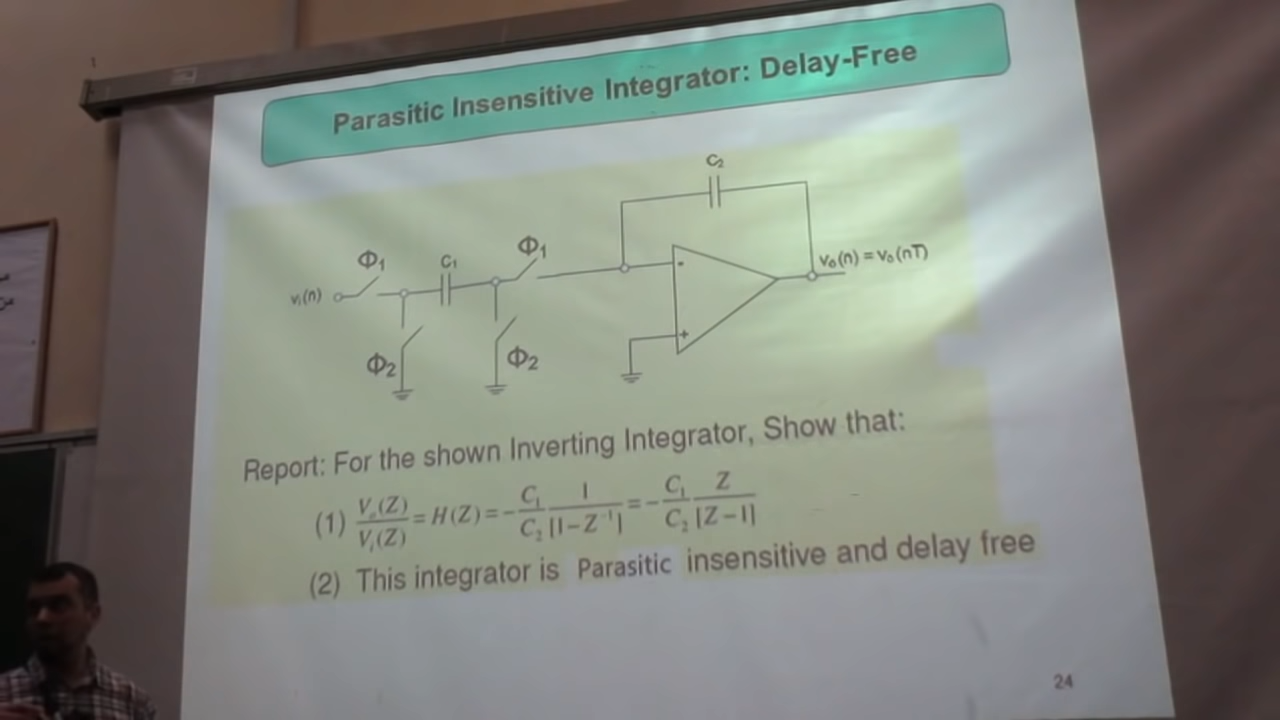 Parasitic Insensitive Integrator: Delay-Free
C₂
Φ₁
C₁
Φ₁
vᵢ(n)
v₀(n) = v₀(nT)
-
+
Φ₂
Φ₂
Report: For the shown Inverting Integrator, Show that:
(1) Vₒ(Z)/Vᵢ(Z) = H(Z) = - C₁/C₂ 1/[1-Z⁻¹] = - C₁/C₂ Z/[Z-1]
(2) This integrator is Parasitic insensitive and delay free
24